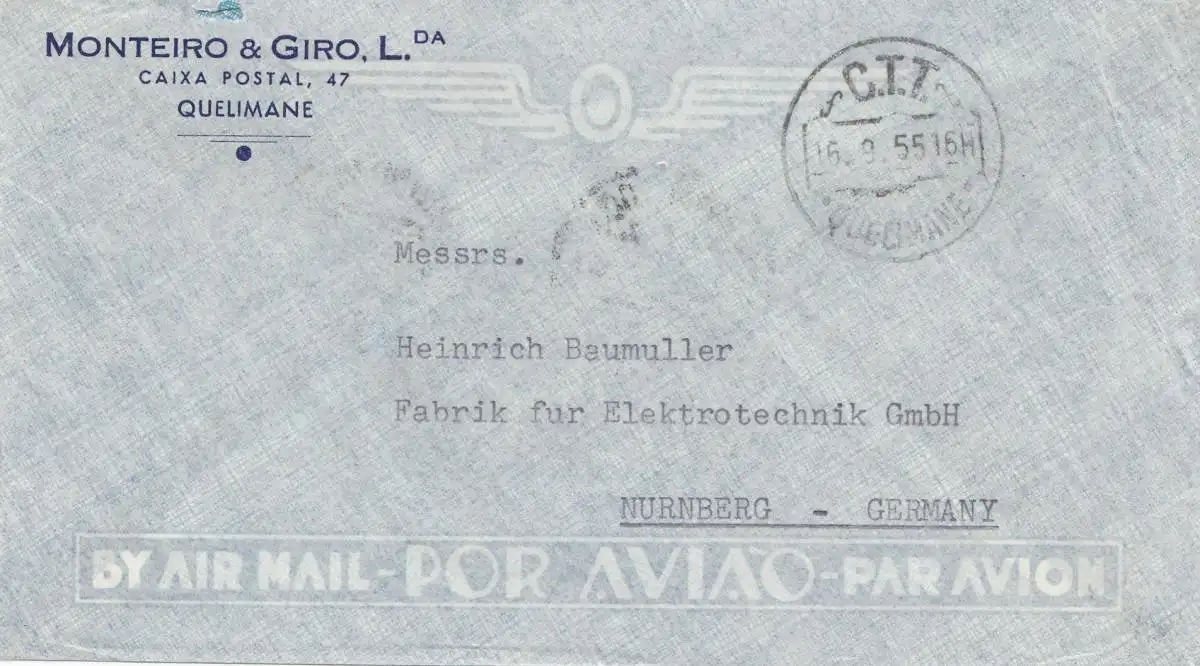 MONTEIRO & GIRO, L.DA
CAIXA POSTAL, 47
QUELIMANE
C.T.T.
16. 9. 55 16H
QUELIMANE
Messrs.
Heinrich Baumuller
Fabrik fur Elektrotechnik GmbH
NURNBERG - GERMANY
BY AIR MAIL - POR AVIÃO - PAR AVION